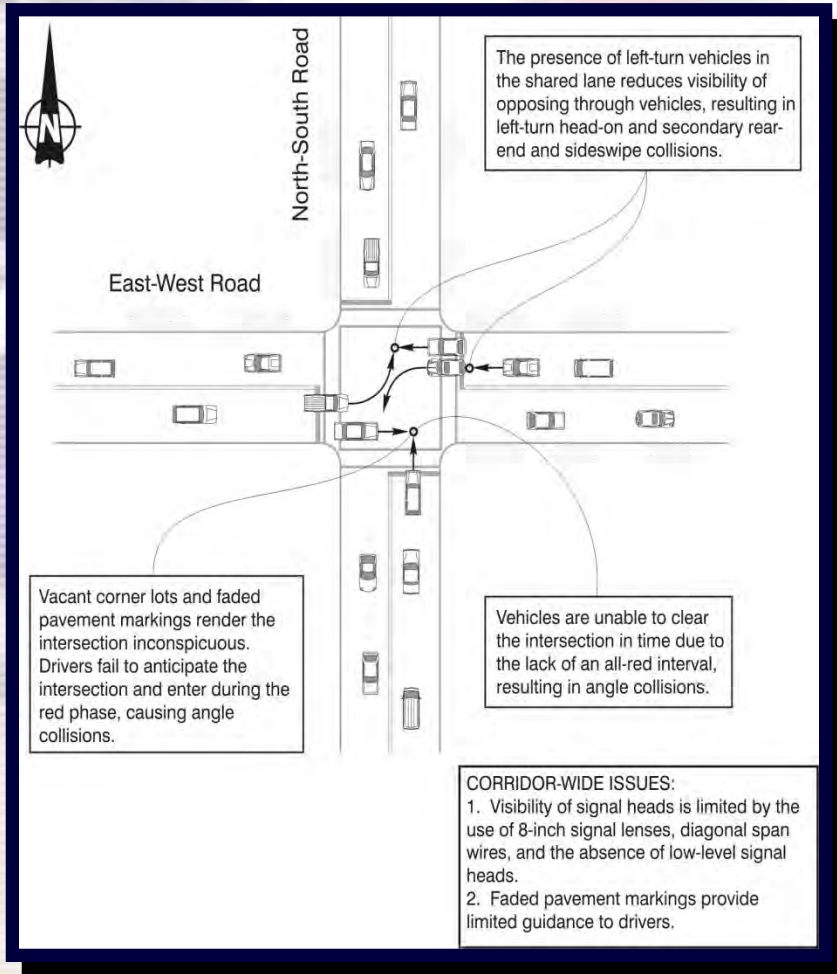 N
North-South Road
East-West Road
The presence of left-turn vehicles in
the shared lane reduces visibility of
opposing through vehicles, resulting in
left-turn head-on and secondary rear-
end and sideswipe collisions.
Vacant corner lots and faded
pavement markings render the
intersection inconspicuous.
Drivers fail to anticipate the
intersection and enter during the
red phase, causing angle
collisions.
Vehicles are unable to clear
the intersection in time due to
the lack of an all-red interval,
resulting in angle collisions.
CORRIDOR-WIDE ISSUES:
1. Visibility of signal heads is limited by the
use of 8-inch signal lenses, diagonal span
wires, and the absence of low-level signal
heads.
2. Faded pavement markings provide
limited guidance to drivers.